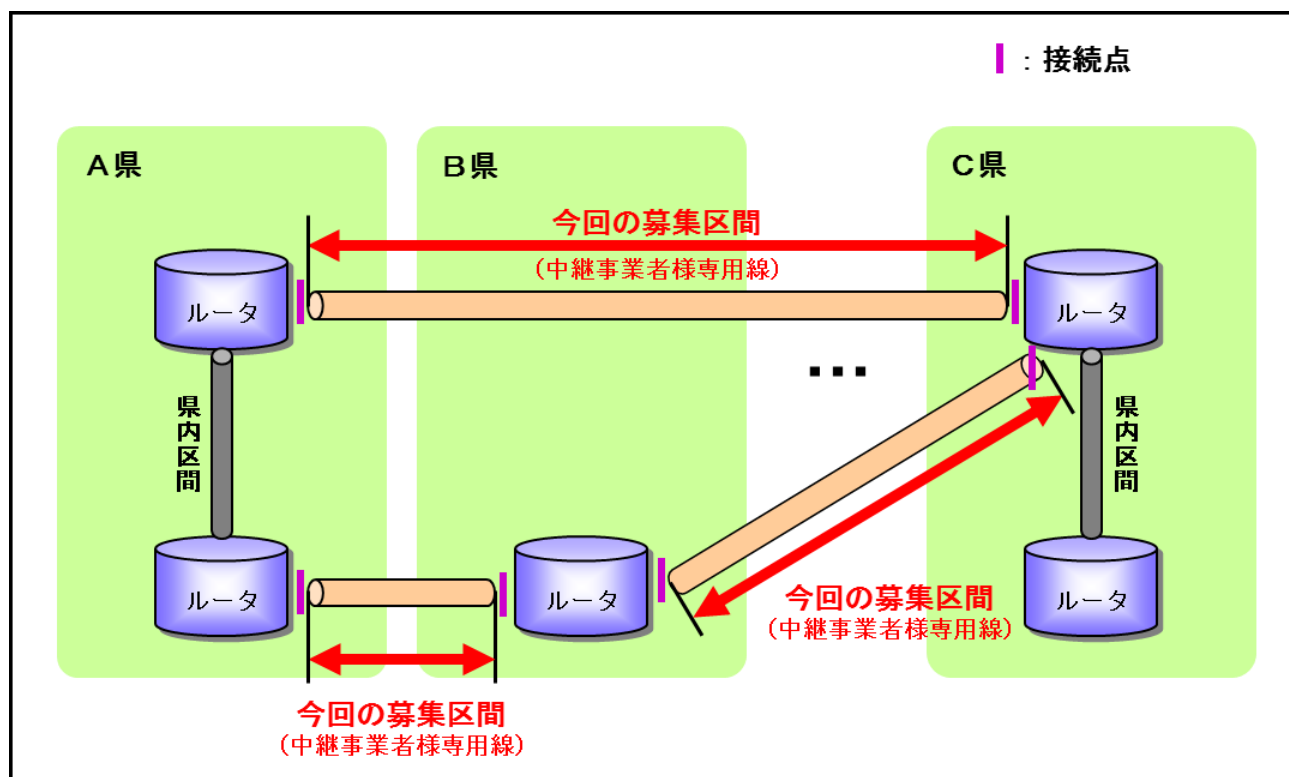 ：接続点
Ａ県
Ｂ県
Ｃ県
今回の募集区間
（中継事業者様専用線）
ルータ
ルータ
…
県内区間
県内区間
ルータ
ルータ
ルータ
今回の募集区間
（中継事業者様専用線）
今回の募集区間
（中継事業者様専用線）